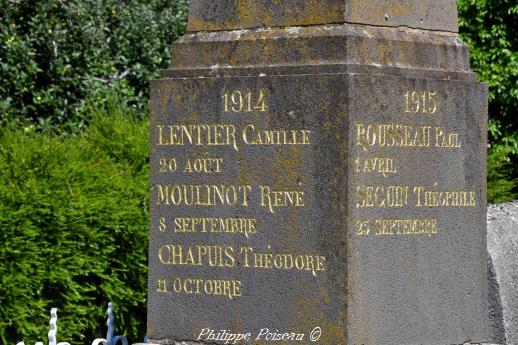 1914
LENTIER CAMILLE
20 AOUT
MOULINOT RENÉ
8 SEPTEMBRE
CHAPUIS THÉODORE
11 OCTOBRE
1915
ROUSSEAU PAUL
1 AVRIL
SEGUIN THÉOPHILE
25 SEPTEMBRE
Philippe Poiseau ©